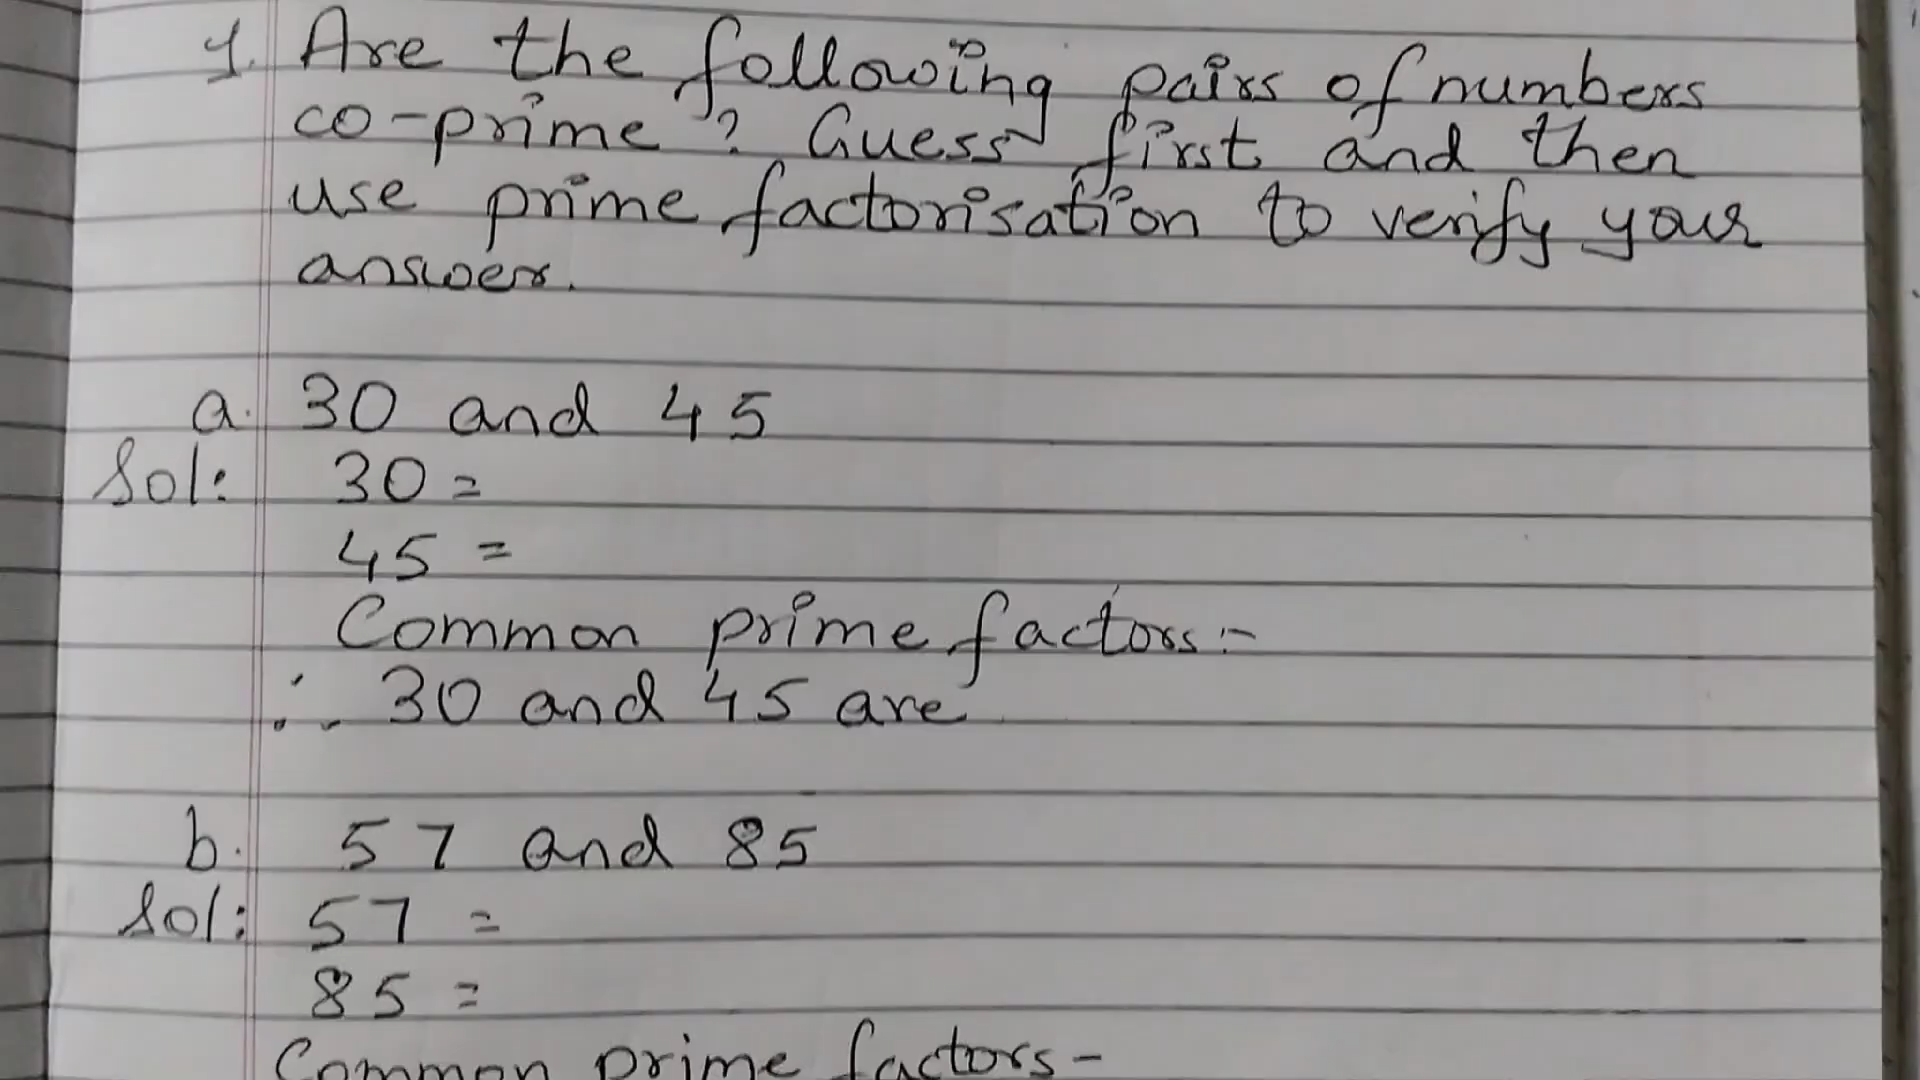 1. Are the following pairs of numbers
co-prime? Guess first and then
use prime factorisation to verify your
answer.
a. 30 and 45
Sol: 30 =
45 =
Common prime factors:-
∴ 30 and 45 are
b. 57 and 85
Sol: 57 =
85 =
Common prime factors-